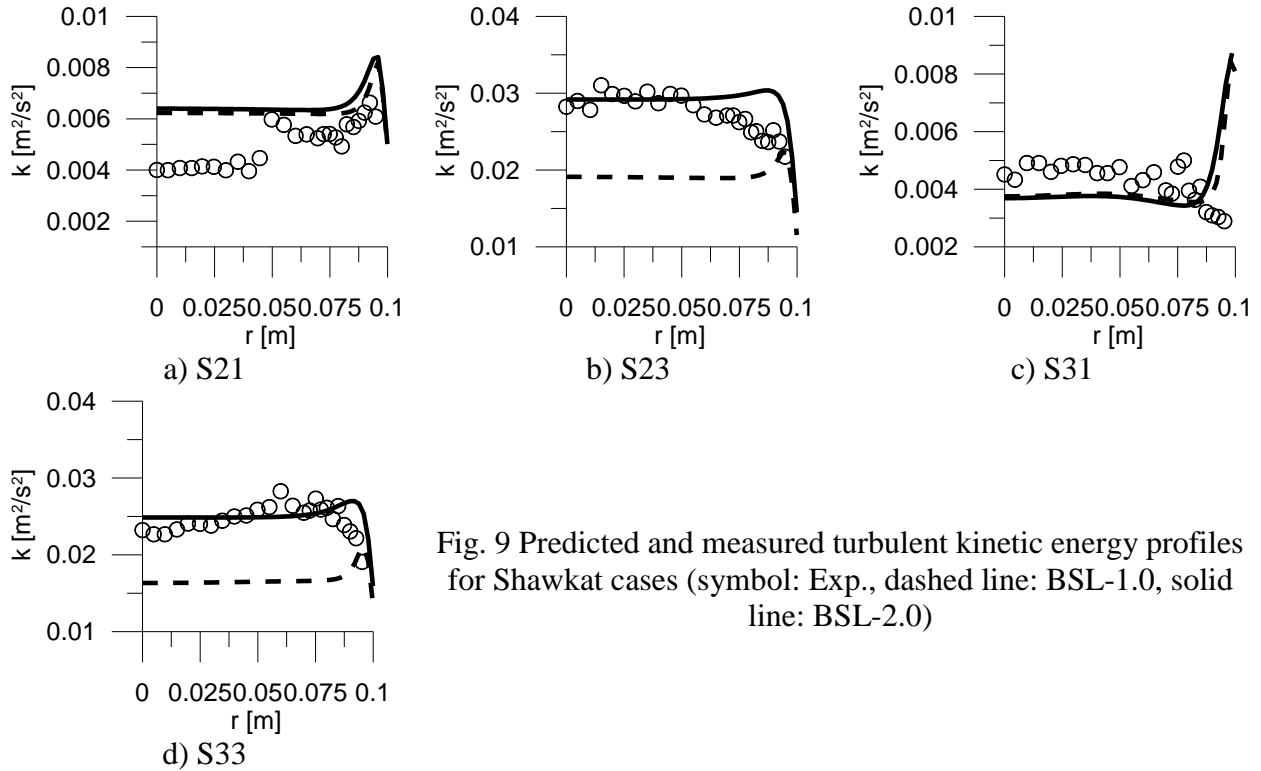 0.01
0.008
0.006
0.004
0.002
k [m²/s²]
0 0.0250.050.075 0.1
r [m]
a) S21
0.04
0.03
0.02
0.01
k [m²/s²]
0 0.0250.050.075 0.1
r [m]
b) S23
0.01
0.008
0.006
0.004
0.002
k [m²/s²]
0 0.0250.050.075 0.1
r [m]
c) S31
0.04
0.03
0.02
0.01
k [m²/s²]
0 0.0250.050.075 0.1
r [m]
d) S33
Fig. 9 Predicted and measured turbulent kinetic energy profiles
for Shawkat cases (symbol: Exp., dashed line: BSL-1.0, solid
line: BSL-2.0)